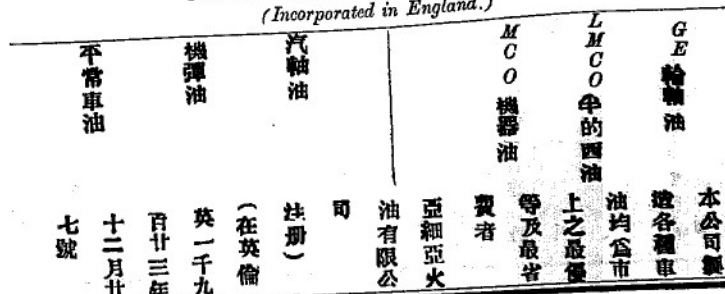 (Incorporated in England.)
GE 輪軸油
LMCO 牛的西油
MCO 機器油
汽軸油
機彈油
平常車油
本公司製
造各種車
油均為市
上之最優
等及最省
費者
亞細亞火
油有限公
司
註册）
（在英倫
英一千九
百廿三年
十二月廿
七號